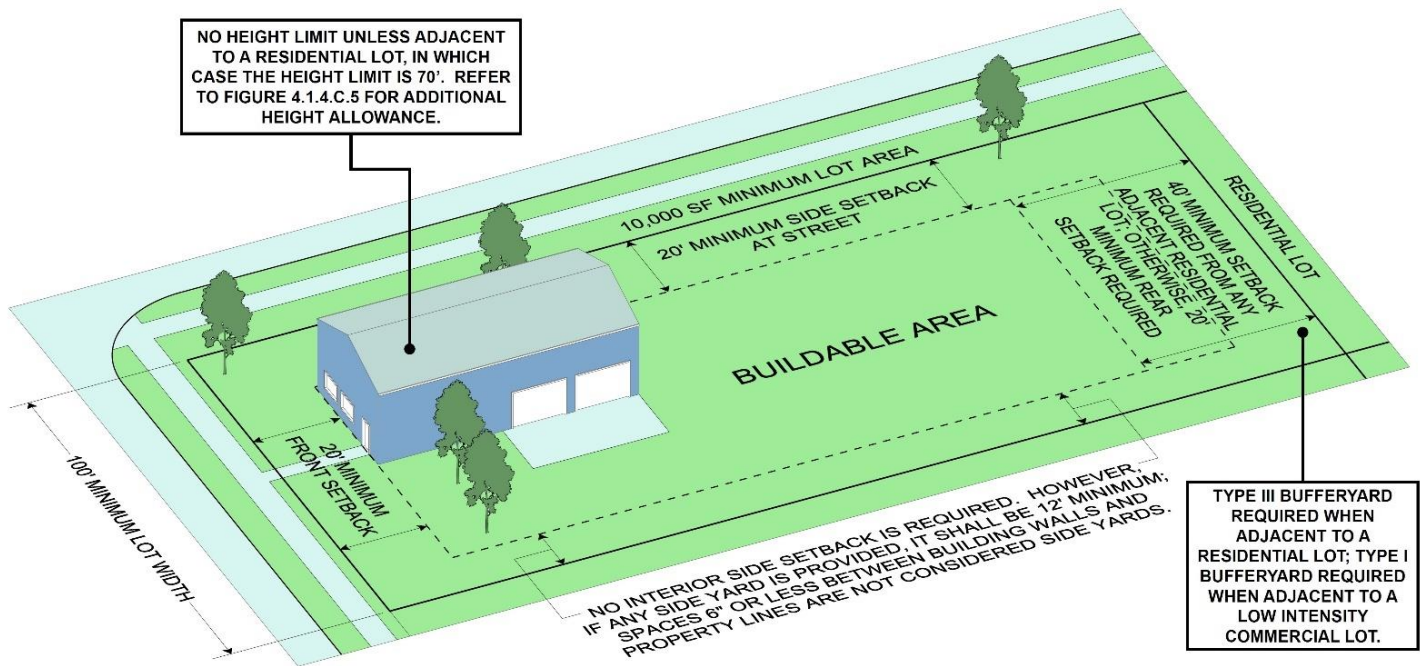 NO HEIGHT LIMIT UNLESS ADJACENT
TO A RESIDENTIAL LOT, IN WHICH
CASE THE HEIGHT LIMIT IS 70’. REFER
TO FIGURE 4.1.4.C.5 FOR ADDITIONAL
HEIGHT ALLOWANCE.
10,000 SF MINIMUM LOT AREA
20' MINIMUM SIDE SETBACK
AT STREET
RESIDENTIAL LOT
40' MINIMUM SETBACK
REQUIRED FROM ANY
ADJACENT RESIDENTIAL
LOT: OTHERWISE, 20'
MINIMUM REAR
SETBACK REQUIRED
BUILDABLE AREA
20' MINIMUM
FRONT SETBACK
100' MINIMUM LOT WIDTH
NO INTERIOR SIDE SETBACK IS REQUIRED. HOWEVER,
IF ANY SIDE YARD IS PROVIDED, IT SHALL BE 12' MINIMUM;
SPACES 6" OR LESS BETWEEN BUILDING WALLS AND
PROPERTY LINES ARE NOT CONSIDERED SIDE YARDS.
TYPE III BUFFERYARD
REQUIRED WHEN
ADJACENT TO A
RESIDENTIAL LOT; TYPE I
BUFFERYARD REQUIRED
WHEN ADJACENT TO A
LOW INTENSITY
COMMERCIAL LOT.